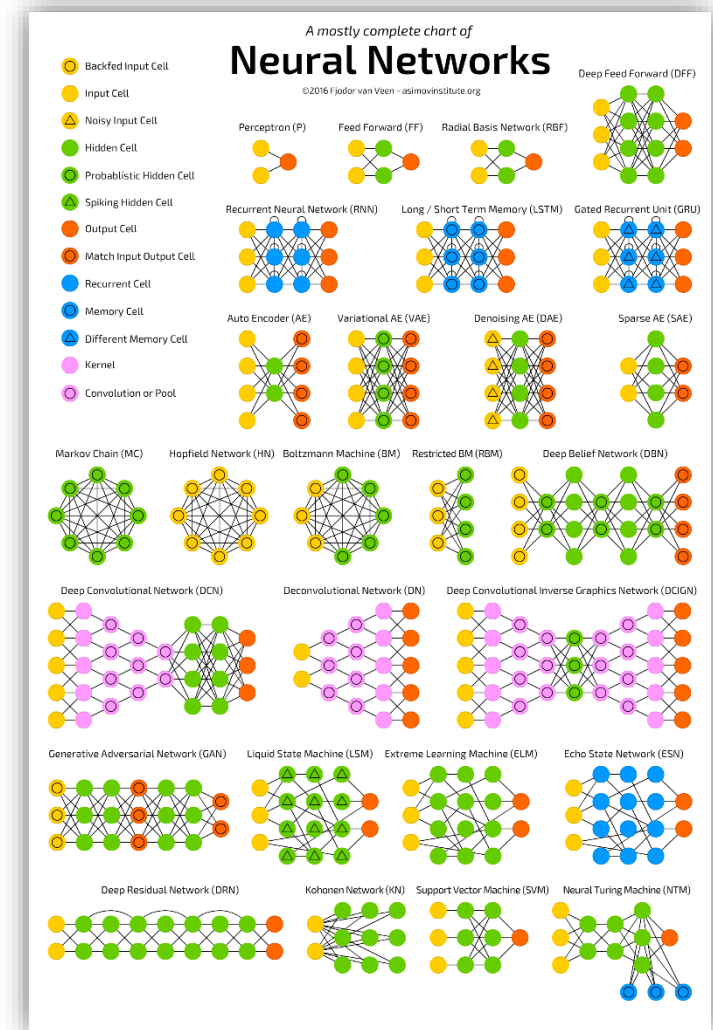 A mostly complete chart of
Neural Networks
©2016 Fjodor van Veen - asimovinstitute.org
Backfed Input Cell
Input Cell
Noisy Input Cell
Hidden Cell
Probablistic Hidden Cell
Spiking Hidden Cell
Output Cell
Match Input Output Cell
Recurrent Cell
Memory Cell
Different Memory Cell
Kernel
Convolution or Pool
Deep Feed Forward (DFF)
Perceptron (P)
Feed Forward (FF)
Radial Basis Network (RBF)
Recurrent Neural Network (RNN)
Long / Short Term Memory (LSTM)
Gated Recurrent Unit (GRU)
Auto Encoder (AE)
Variational AE (VAE)
Denoising AE (DAE)
Sparse AE (SAE)
Markov Chain (MC)
Hopfield Network (HN)
Boltzmann Machine (BM)
Restricted BM (RBM)
Deep Belief Network (DBN)
Deep Convolutional Network (DCN)
Deconvolutional Network (DN)
Deep Convolutional Inverse Graphics Network (DCIGN)
Generative Adversarial Network (GAN)
Liquid State Machine (LSM)
Extreme Learning Machine (ELM)
Echo State Network (ESN)
Deep Residual Network (DRN)
Kohonen Network (KN)
Support Vector Machine (SVM)
Neural Turing Machine (NTM)